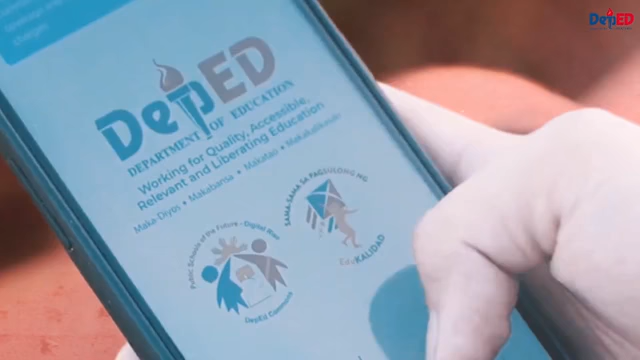 DepED
DepED
DEPARTMENT OF EDUCATION
Working for Quality, Accessible,
Relevant and Liberating Education
Maka-Diyos • Makabansa • Makatao • Makakalikasan
Public Schools of the Future - Digital Rise
DepEd Commons
SAMA-SAMA SA PAGSULONG NG
EduKALIDAD